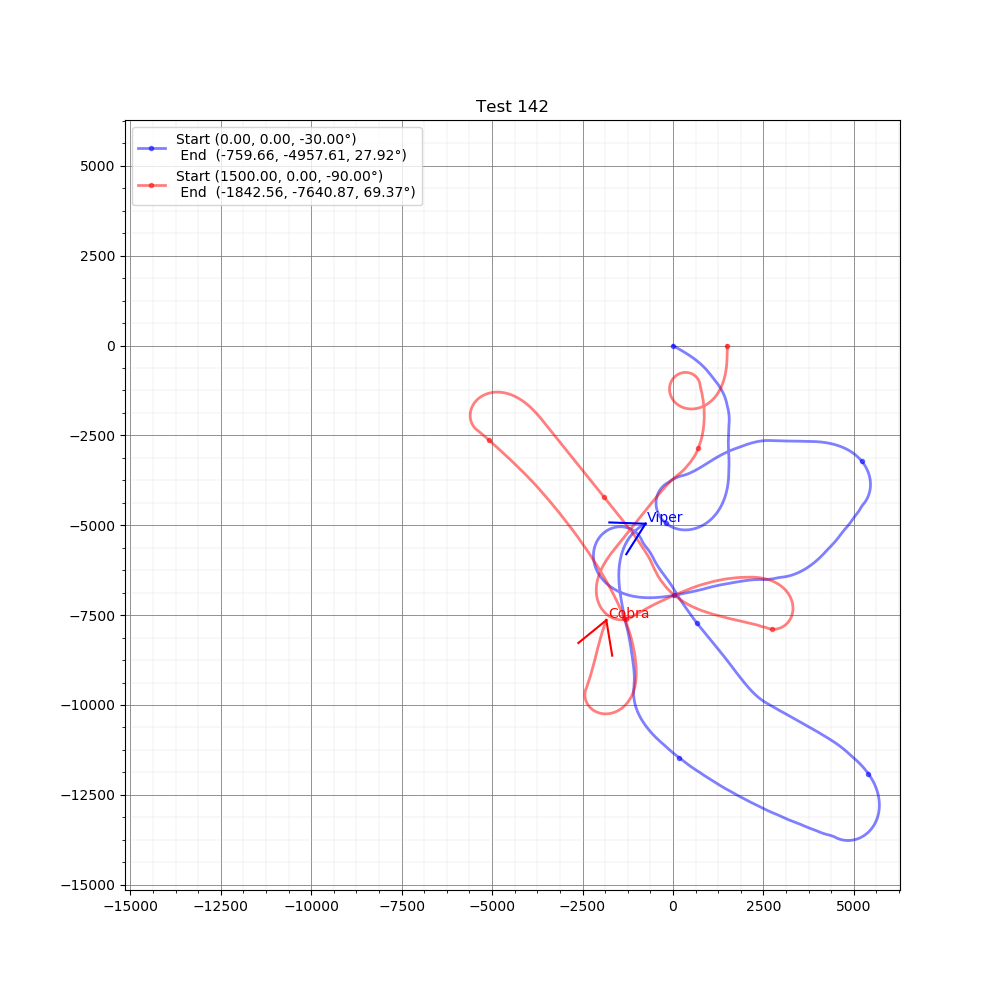 Test 142
Start (0.00, 0.00, -30.00°)
End  (-759.66, -4957.61, 27.92°)
Start (1500.00, 0.00, -90.00°)
End  (-1842.56, -7640.87, 69.37°)
5000
2500
0
−2500
−5000
−7500
−10000
−12500
−15000
Viper
Cobra
−15000 −12500 −10000 −7500 −5000 −2500 0 2500 5000